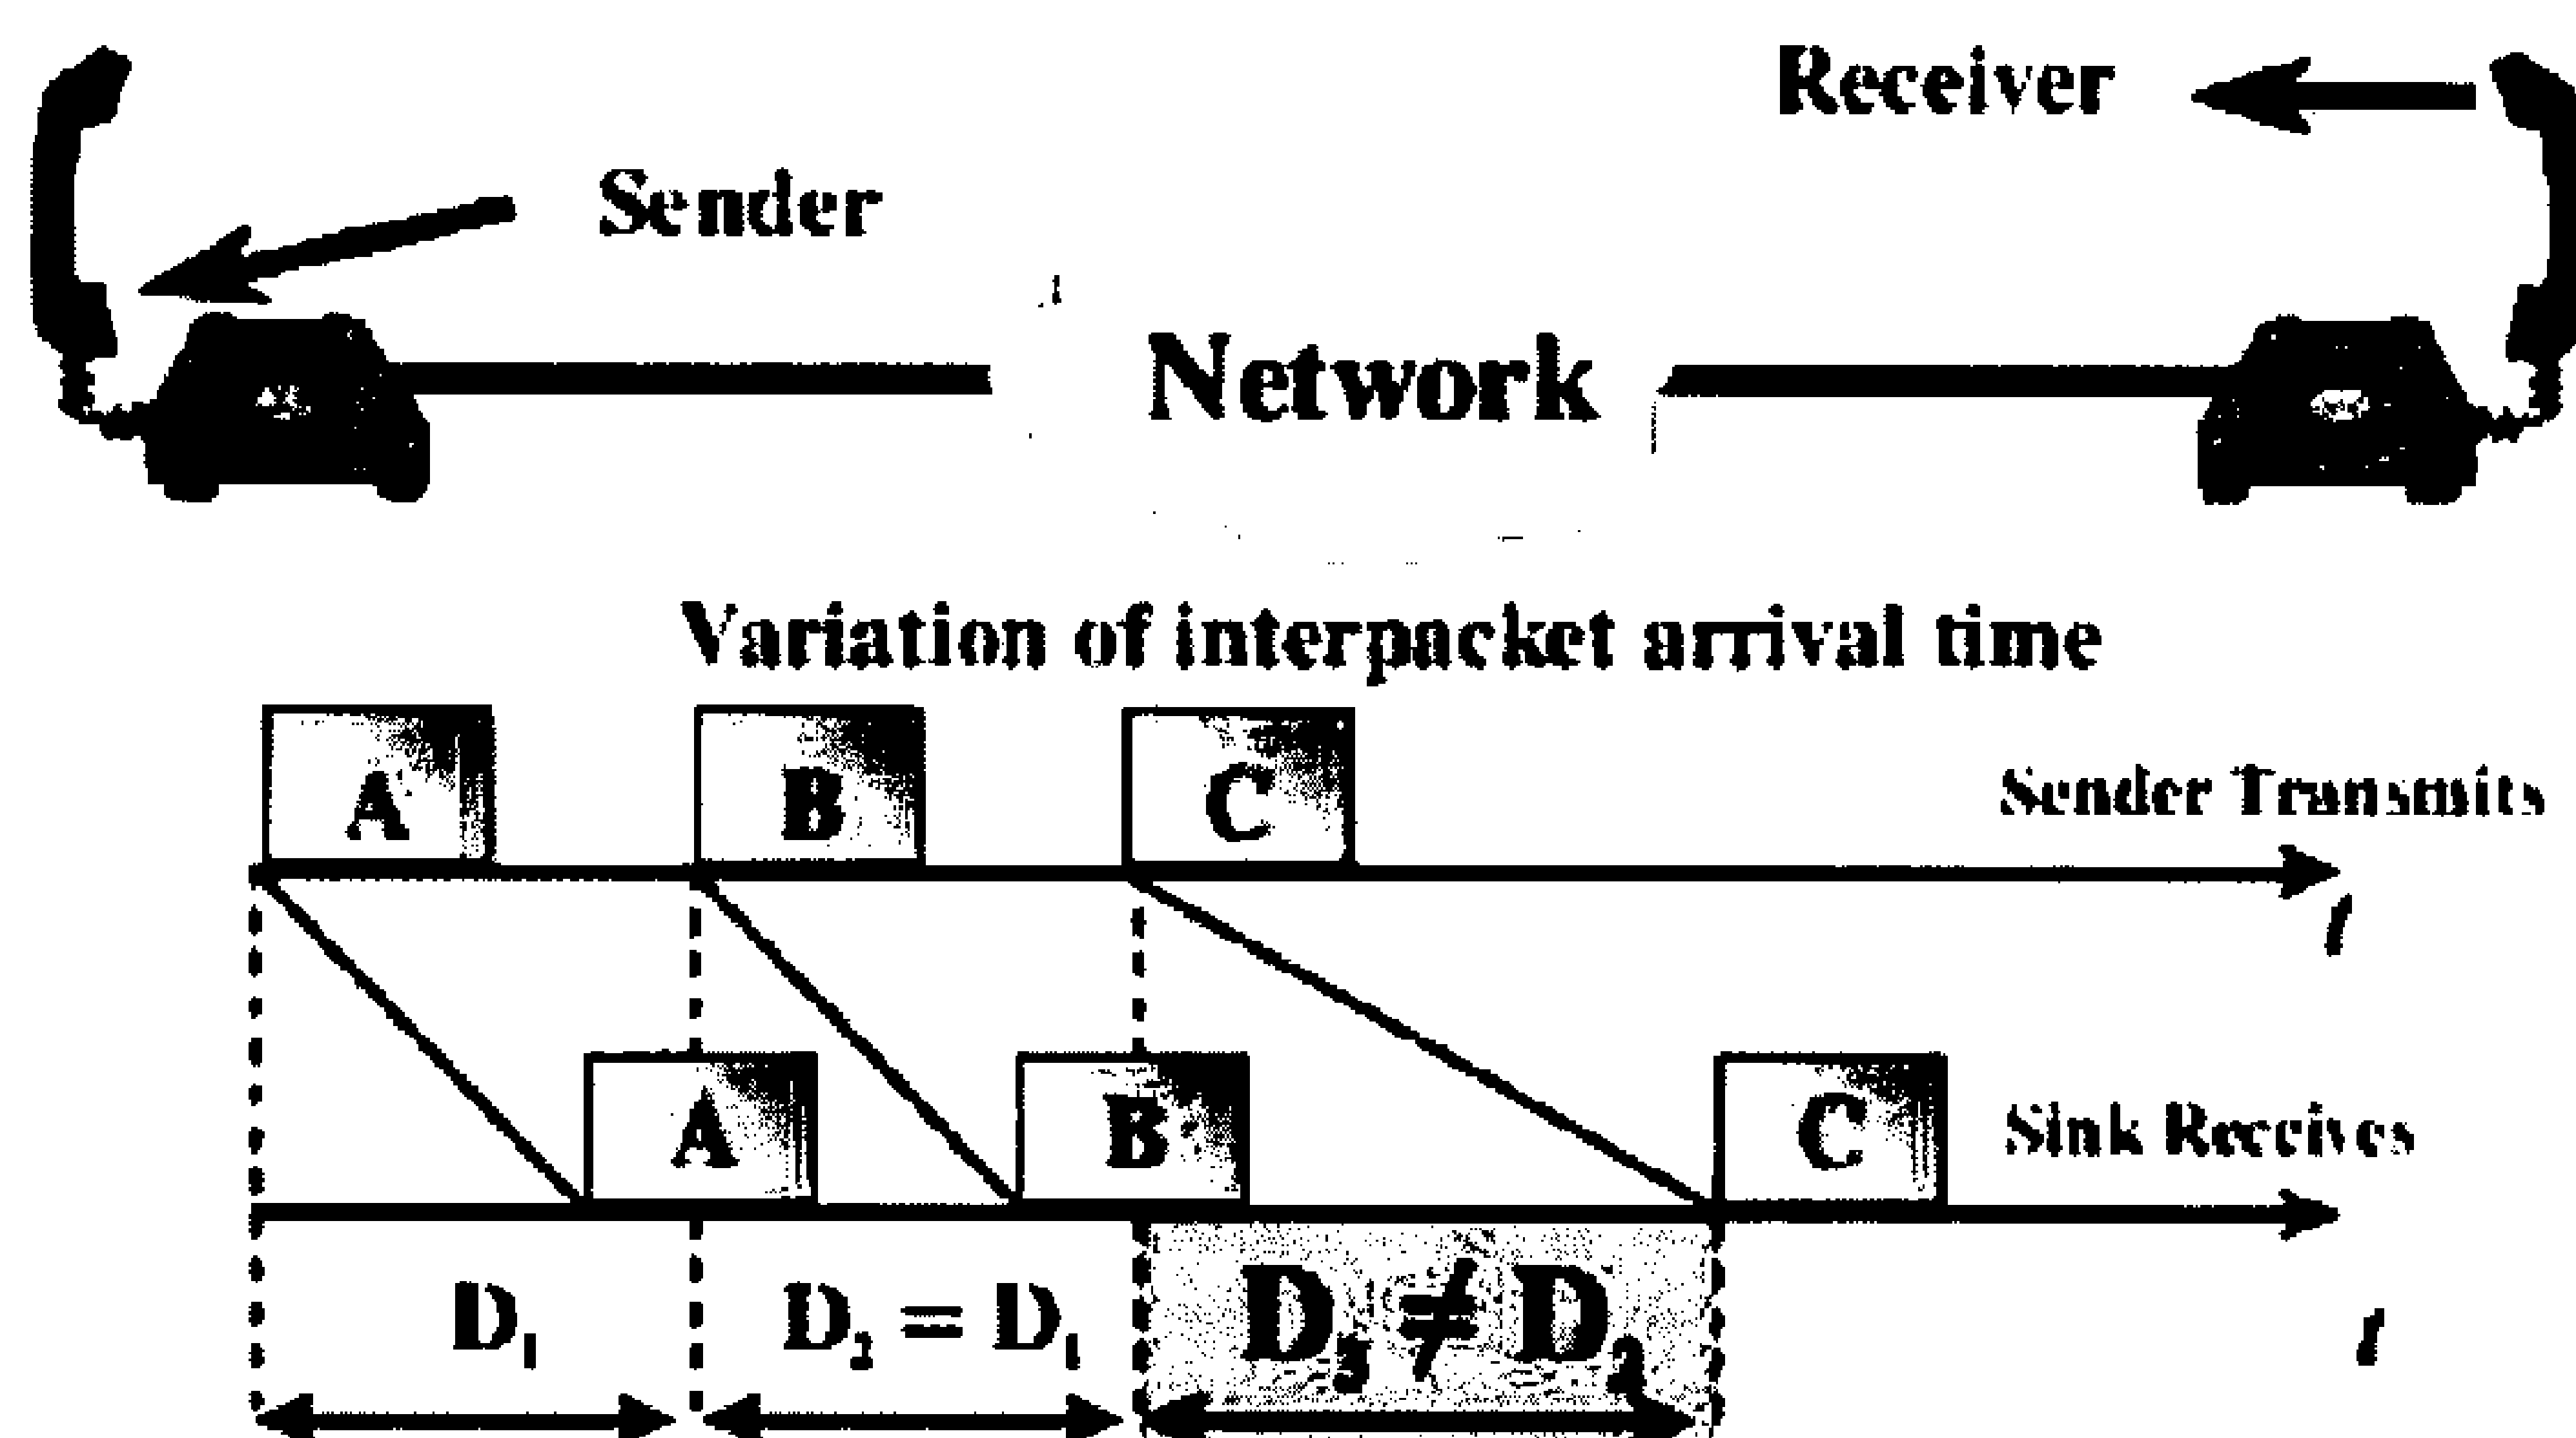 Receiver
Sender
Network
Variation of interpacket arrival time
A B C
Sender Transmits
t
A B C
Sink Receives
D₁ D₂ = D₁ D₃ ≠ D₂
t